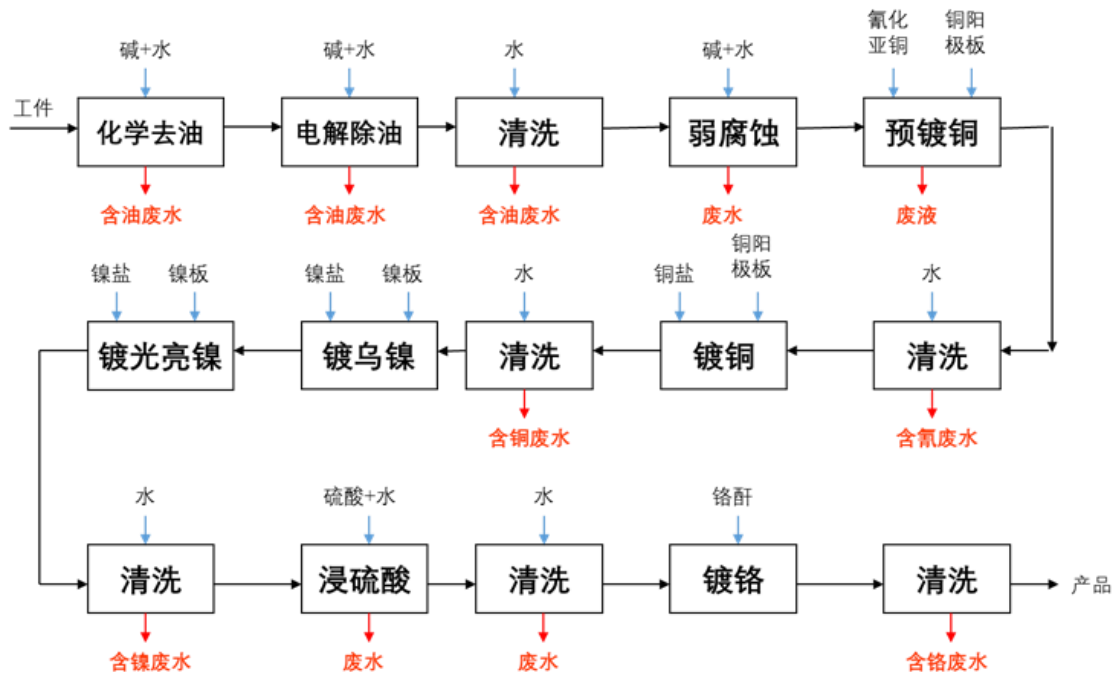 碱+水
碱+水
水
碱+水
氰化
亚铜
铜阳
极板
工件
化学去油
电解除油
清洗
弱腐蚀
预镀铜
含油废水
含油废水
含油废水
废水
废液
镍盐
镍板
镍盐
镍板
水
铜盐
铜阳
极板
水
镀光亮镍
镀乌镍
清洗
镀铜
清洗
含铜废水
含氰废水
水
硫酸+水
水
铬酐
清洗
浸硫酸
清洗
镀铬
清洗
产品
含镍废水
废水
废水
含铬废水